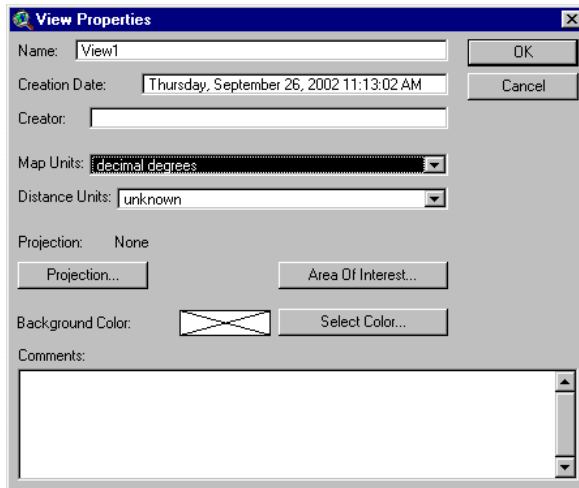 View Properties
Name: View1
OK
Creation Date: Thursday, September 26, 2002 11:13:02 AM
Cancel
Creator:
Map Units: decimal degrees
Distance Units: unknown
Projection: None
Projection...
Area Of Interest...
Background Color:
Select Color...
Comments: